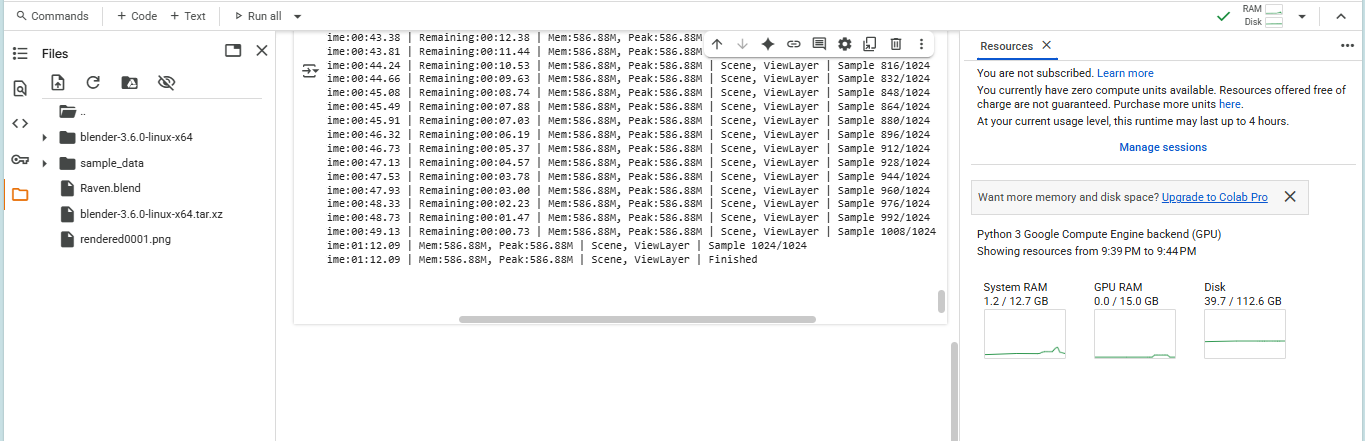 Commands
+ Code
+ Text
Run all
RAM
Disk
Files
..
blender-3.6.0-linux-x64
sample_data
Raven.blend
blender-3.6.0-linux-x64.tar.xz
rendered0001.png
ime:00:43.38 | Remaining:00:12.38 | Mem:586.88M, Peak:586.88M
ime:00:43.81 | Remaining:00:11.44 | Mem:586.88M, Peak:586.88M
ime:00:44.24 | Remaining:00:10.53 | Mem:586.88M, Peak:586.88M | Scene, ViewLayer | Sample 816/1024
ime:00:44.66 | Remaining:00:09.63 | Mem:586.88M, Peak:586.88M | Scene, ViewLayer | Sample 832/1024
ime:00:45.08 | Remaining:00:08.74 | Mem:586.88M, Peak:586.88M | Scene, ViewLayer | Sample 848/1024
ime:00:45.49 | Remaining:00:07.88 | Mem:586.88M, Peak:586.88M | Scene, ViewLayer | Sample 864/1024
ime:00:45.91 | Remaining:00:07.03 | Mem:586.88M, Peak:586.88M | Scene, ViewLayer | Sample 880/1024
ime:00:46.32 | Remaining:00:06.19 | Mem:586.88M, Peak:586.88M | Scene, ViewLayer | Sample 896/1024
ime:00:46.73 | Remaining:00:05.37 | Mem:586.88M, Peak:586.88M | Scene, ViewLayer | Sample 912/1024
ime:00:47.13 | Remaining:00:04.57 | Mem:586.88M, Peak:586.88M | Scene, ViewLayer | Sample 928/1024
ime:00:47.53 | Remaining:00:03.78 | Mem:586.88M, Peak:586.88M | Scene, ViewLayer | Sample 944/1024
ime:00:47.93 | Remaining:00:03.00 | Mem:586.88M, Peak:586.88M | Scene, ViewLayer | Sample 960/1024
ime:00:48.33 | Remaining:00:02.23 | Mem:586.88M, Peak:586.88M | Scene, ViewLayer | Sample 976/1024
ime:00:48.73 | Remaining:00:01.47 | Mem:586.88M, Peak:586.88M | Scene, ViewLayer | Sample 992/1024
ime:00:49.13 | Remaining:00:00.73 | Mem:586.88M, Peak:586.88M | Scene, ViewLayer | Sample 1008/1024
ime:01:12.09 | Mem:586.88M, Peak:586.88M | Scene, ViewLayer | Sample 1024/1024
ime:01:12.09 | Mem:586.88M, Peak:586.88M | Scene, ViewLayer | Finished
Resources
You are not subscribed. Learn more
You currently have zero compute units available. Resources offered free of
charge are not guaranteed. Purchase more units here.
At your current usage level, this runtime may last up to 4 hours.
Manage sessions
Want more memory and disk space? Upgrade to Colab Pro
Python 3 Google Compute Engine backend (GPU)
Showing resources from 9:39 PM to 9:44 PM
System RAM
1.2 / 12.7 GB
GPU RAM
0.0 / 15.0 GB
Disk
39.7 / 112.6 GB